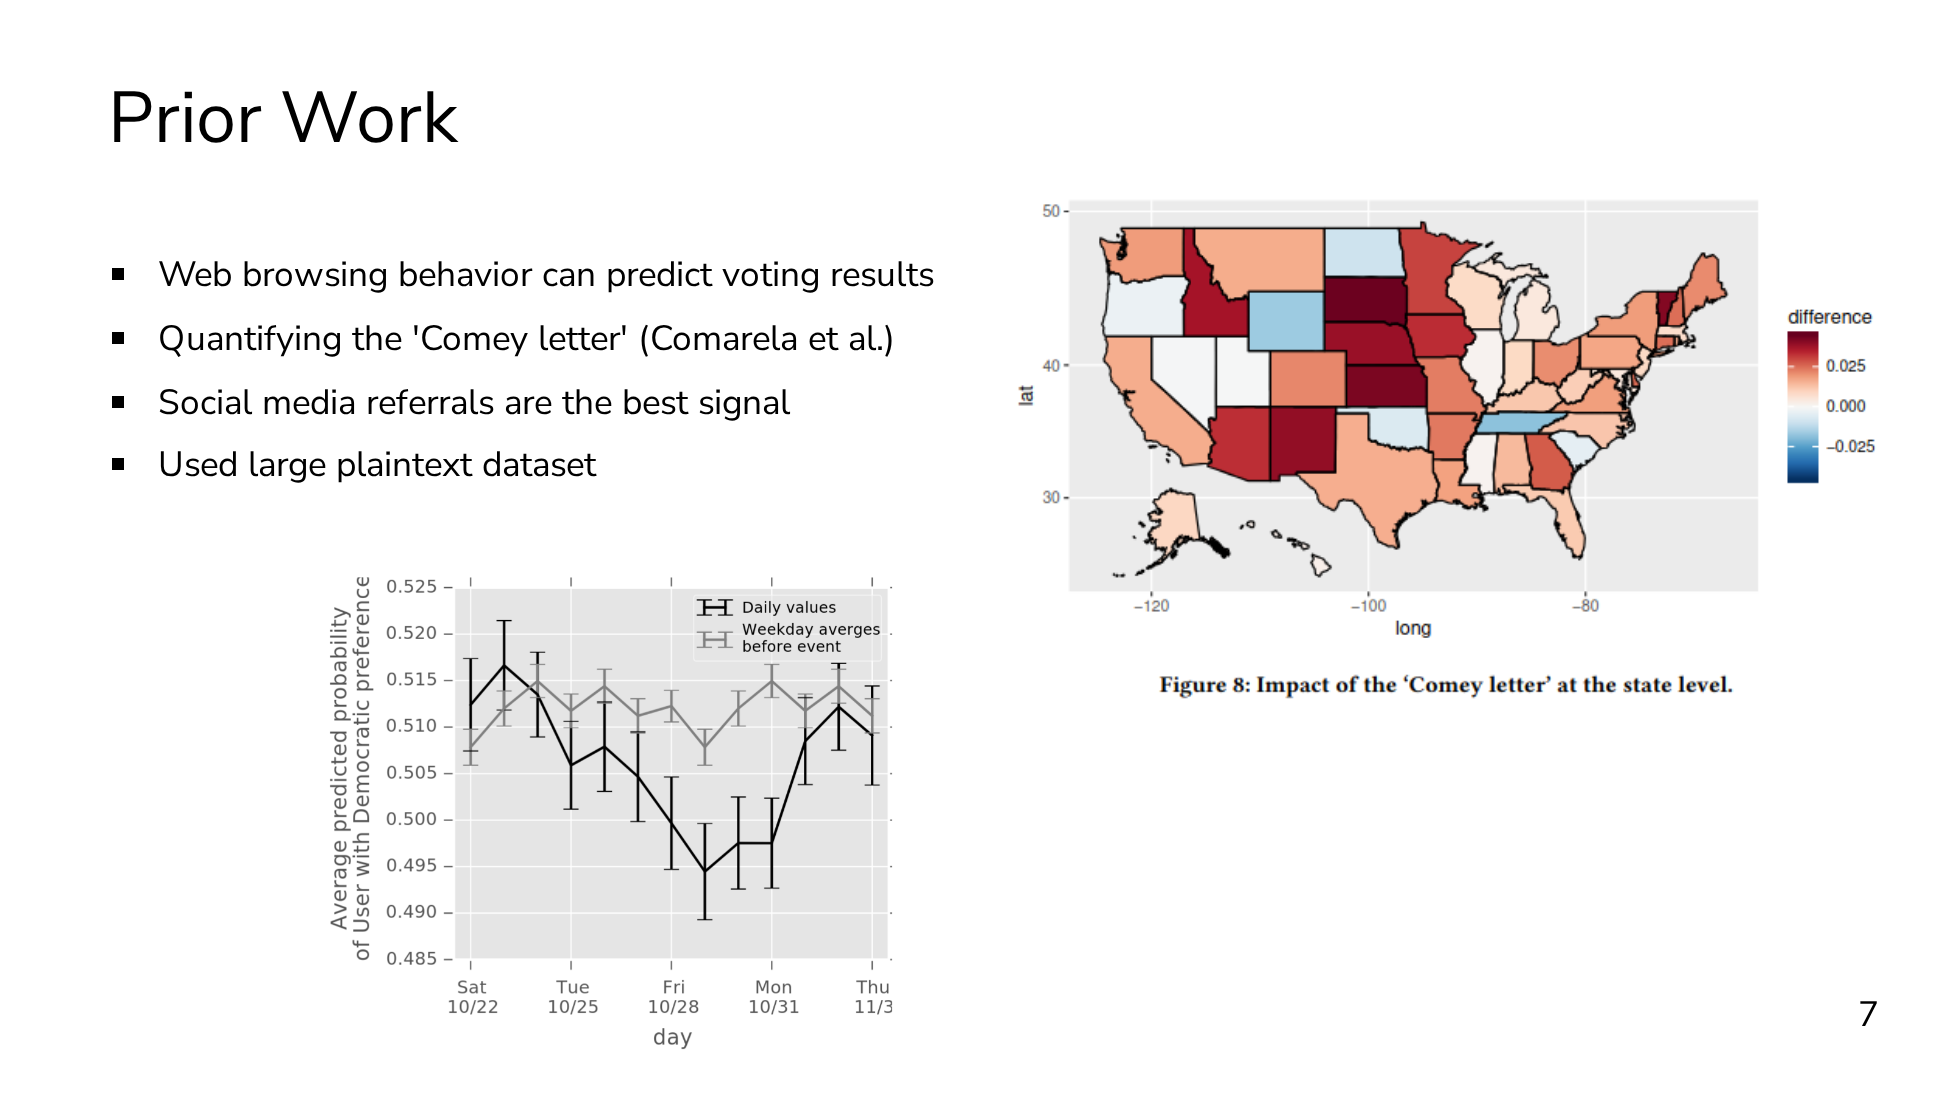 Prior Work
▪ Web browsing behavior can predict voting results
▪ Quantifying the 'Comey letter' (Comarela et al.)
▪ Social media referrals are the best signal
▪ Used large plaintext dataset
50
40
30
lat
−120
−100
−80
long
difference
0.025
0.000
−0.025
Figure 8: Impact of the ‘Comey letter’ at the state level.
Average predicted probability
of User with Democratic preference
0.525
0.520
0.515
0.510
0.505
0.500
0.495
0.490
0.485
Daily values
Weekday averges
before event
Sat
10/22
Tue
10/25
Fri
10/28
Mon
10/31
Thu
11/3
day
7